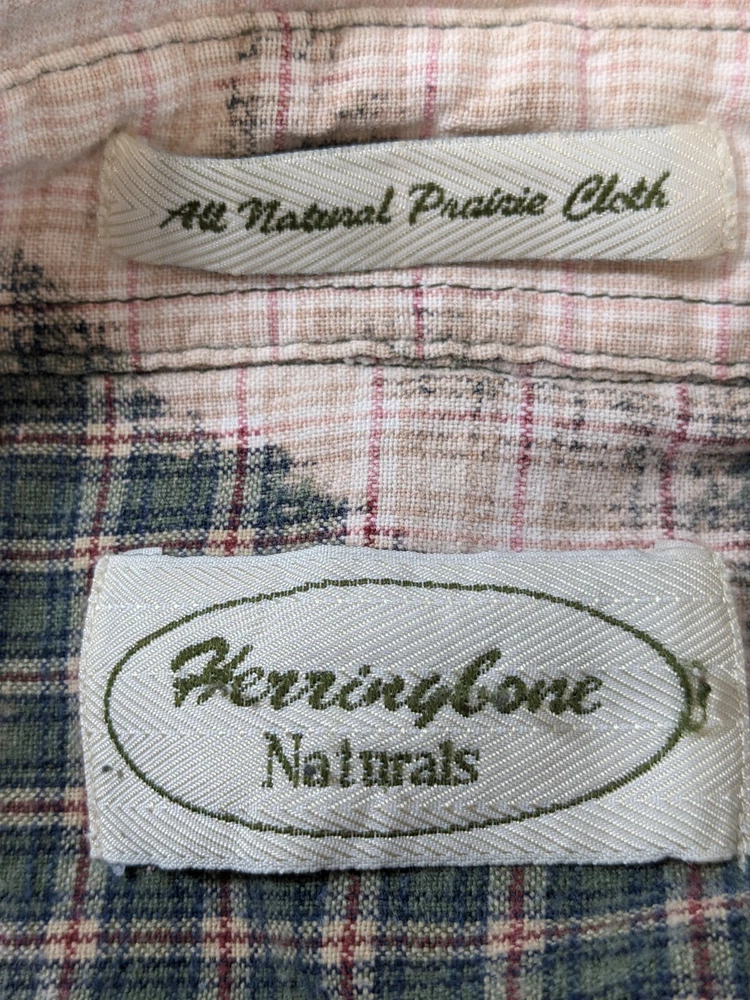 All Natural Prairie Cloth
Herringbone
Naturals